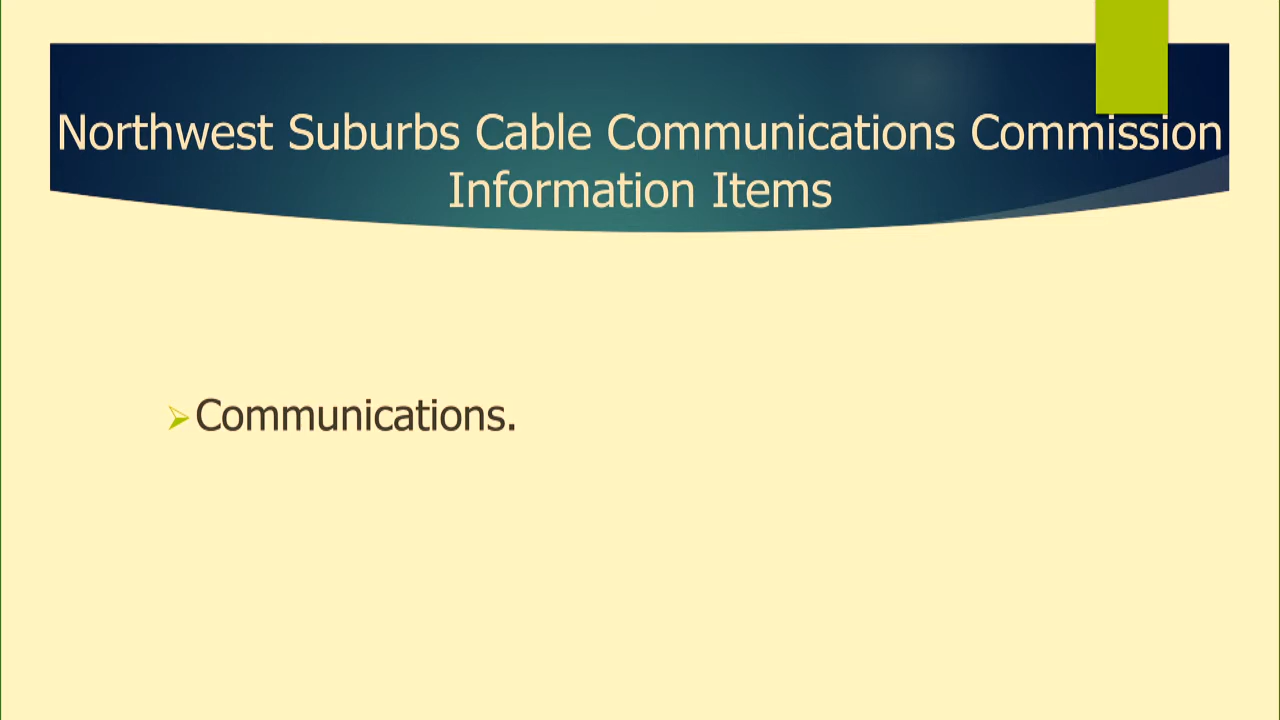 Northwest Suburbs Cable Communications Commission
Information Items
Communications.